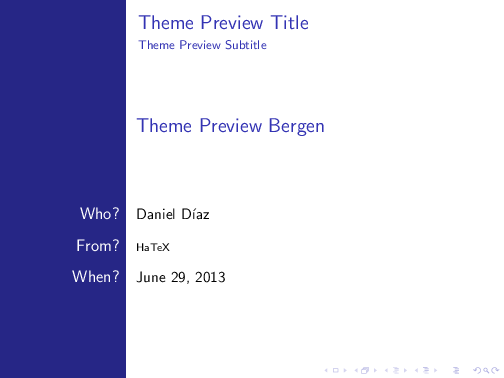 Theme Preview Title
Theme Preview Subtitle
Theme Preview Bergen
Who? Daniel Díaz
From? HaTeX
When? June 29, 2013